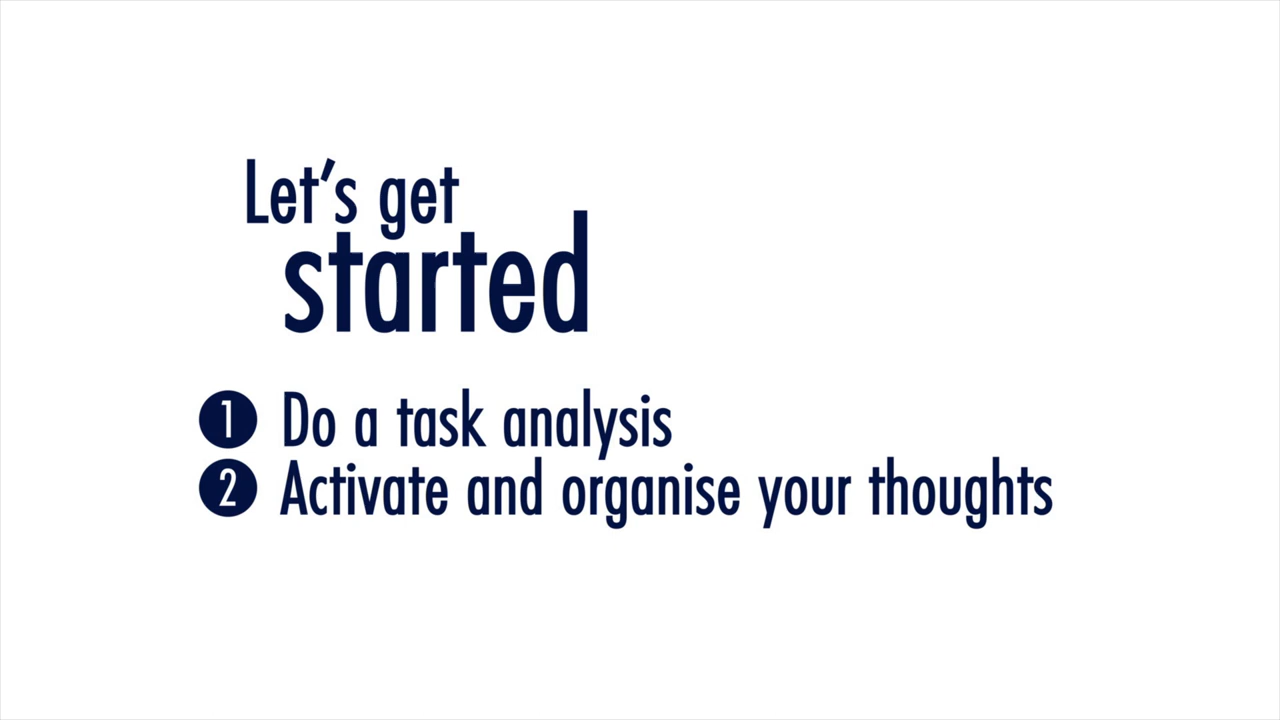 Let's get
started
1 Do a task analysis
2 Activate and organise your thoughts